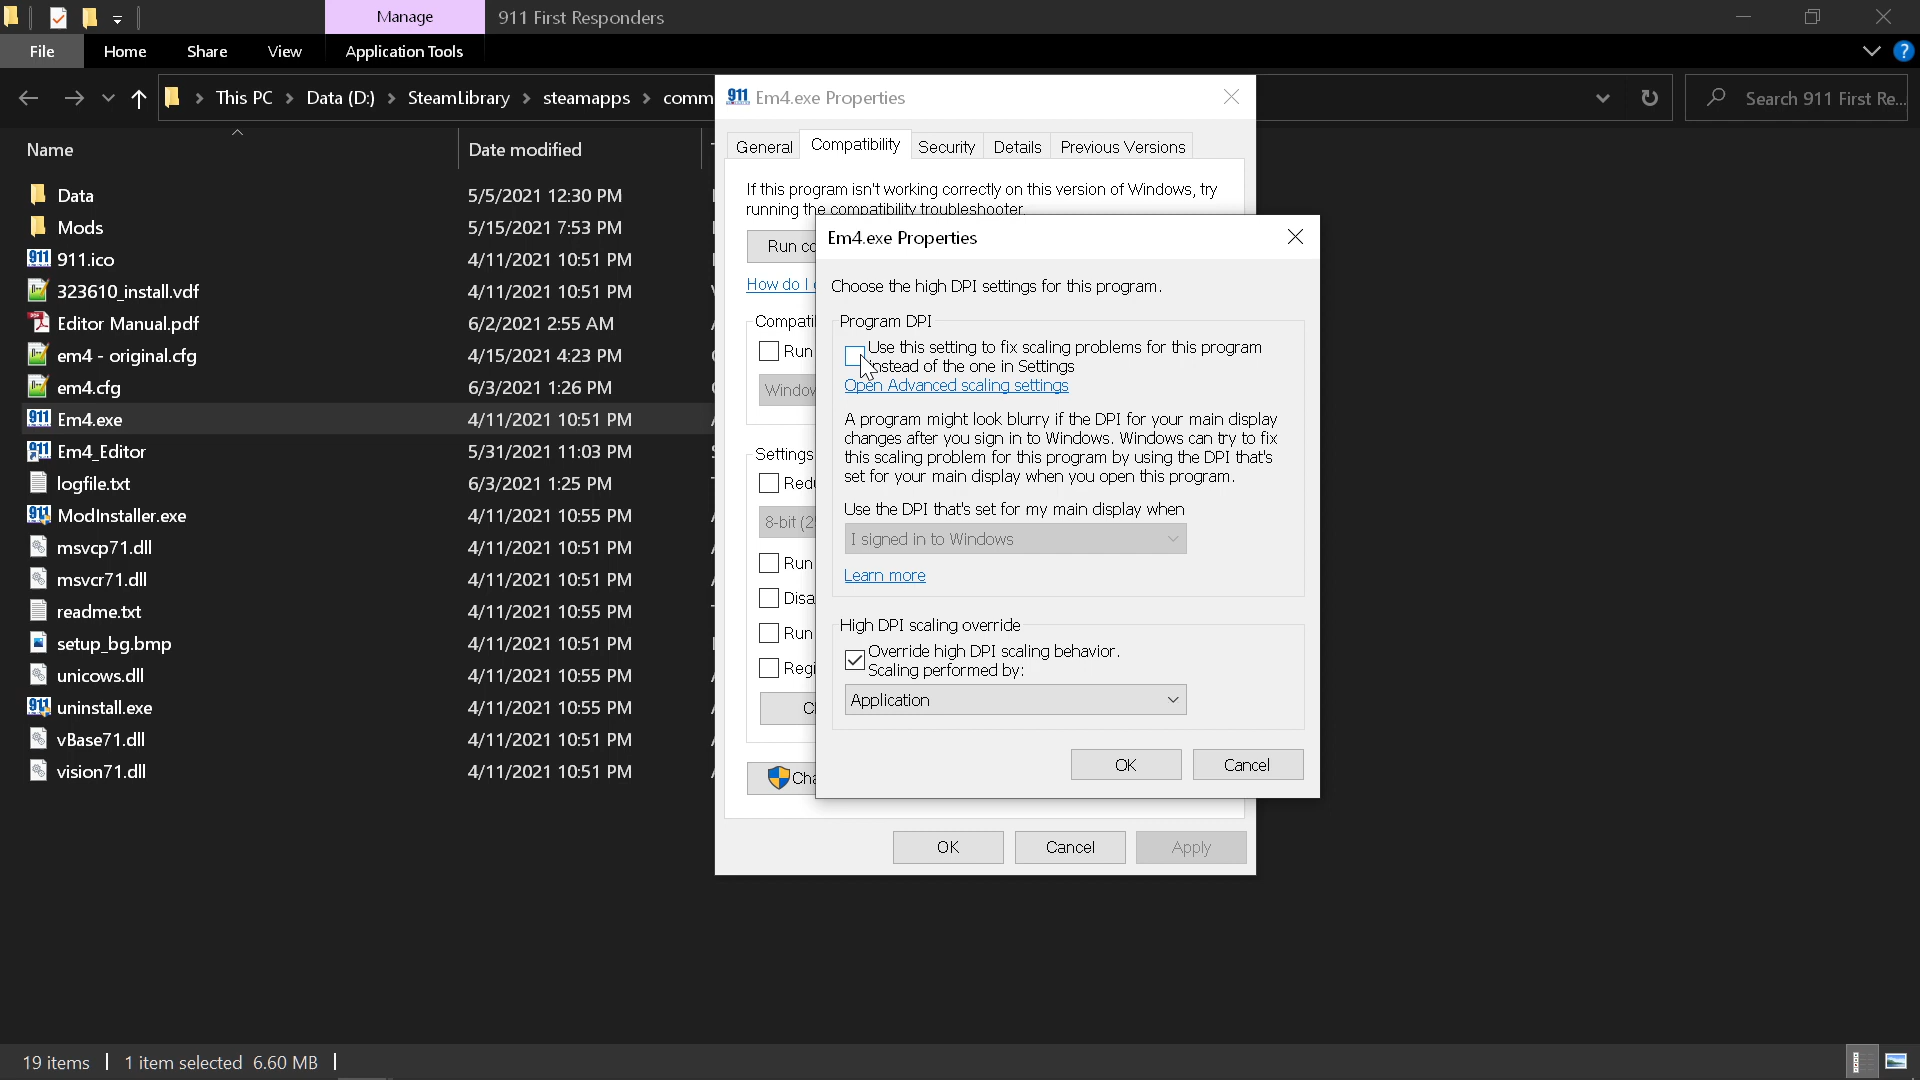 Manage
911 First Responders
File
Home
Share
View
Application Tools
This PC
Data (D:)
SteamLibrary
steamapps
comm
Search 911 First Re...
Name
Date modified
Data
5/5/2021 12:30 PM
Mods
5/15/2021 7:53 PM
911.ico
4/11/2021 10:51 PM
323610_install.vdf
4/11/2021 10:51 PM
Editor Manual.pdf
6/2/2021 2:55 AM
em4 - original.cfg
4/15/2021 4:23 PM
em4.cfg
6/3/2021 1:26 PM
Em4.exe
4/11/2021 10:51 PM
Em4_Editor
5/31/2021 11:03 PM
logfile.txt
6/3/2021 1:25 PM
ModInstaller.exe
4/11/2021 10:55 PM
msvcp71.dll
4/11/2021 10:51 PM
msvcr71.dll
4/11/2021 10:51 PM
readme.txt
4/11/2021 10:55 PM
setup_bg.bmp
4/11/2021 10:51 PM
unicows.dll
4/11/2021 10:55 PM
uninstall.exe
4/11/2021 10:55 PM
vBase71.dll
4/11/2021 10:51 PM
vision71.dll
4/11/2021 10:51 PM
Em4.exe Properties
General
Compatibility
Security
Details
Previous Versions
If this program isn't working correctly on this version of Windows, try
running the compatibility troubleshooter.
Run co
How do I
Compati
Run
Window
Settings
Redu
8-bit (2
Run
Disa
Run
Regi
C
Cha
OK
Cancel
Apply
Em4.exe Properties
Choose the high DPI settings for this program.
Program DPI
Use this setting to fix scaling problems for this program
instead of the one in Settings
Open Advanced scaling settings
A program might look blurry if the DPI for your main display
changes after you sign in to Windows. Windows can try to fix
this scaling problem for this program by using the DPI that's
set for your main display when you open this program.
Use the DPI that's set for my main display when
I signed in to Windows
Learn more
High DPI scaling override
Override high DPI scaling behavior.
Scaling performed by:
Application
OK
Cancel
19 items
1 item selected 6.60 MB